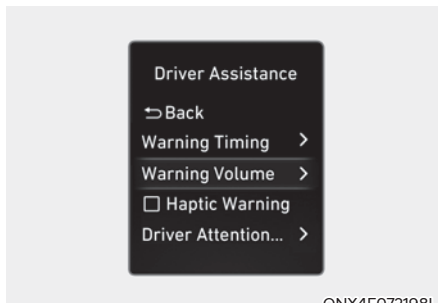 Driver Assistance
Back
Warning Timing
Warning Volume
Haptic Warning
Driver Attention...